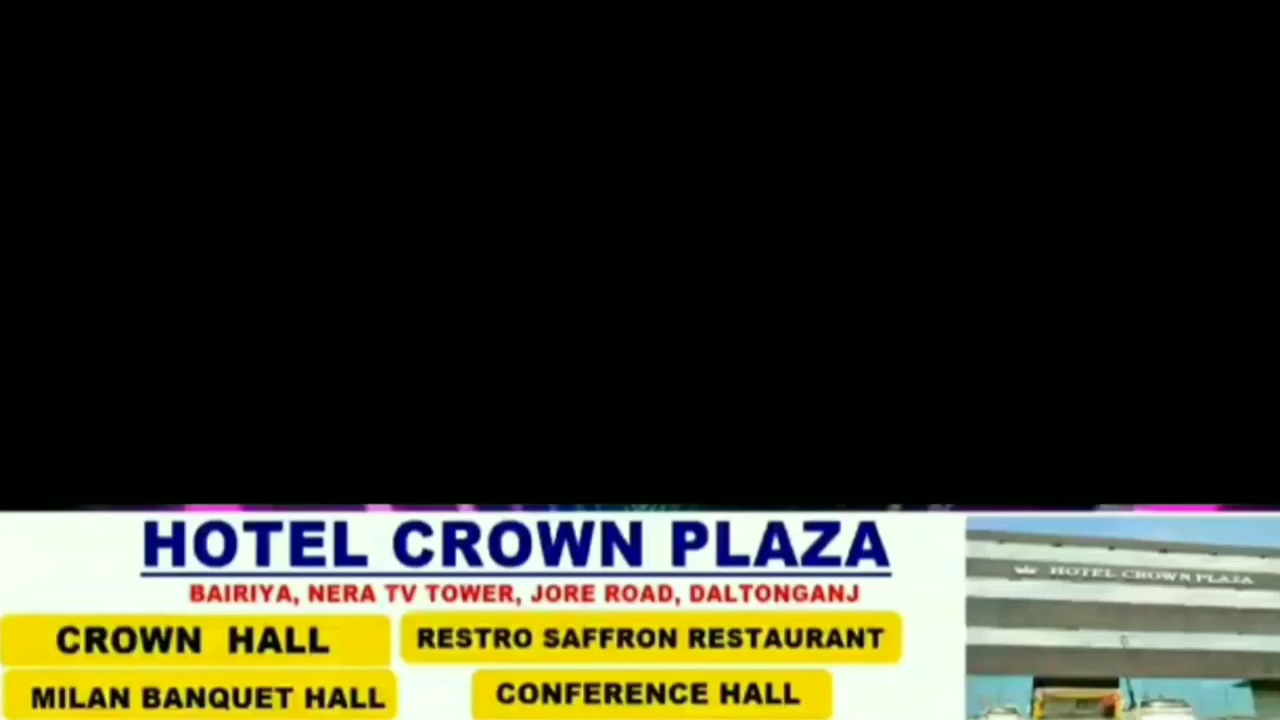 HOTEL CROWN PLAZA
BAIRIYA, NERA TV TOWER, JORE ROAD, DALTONGANJ
CROWN HALL
RESTRO SAFFRON RESTAURANT
MILAN BANQUET HALL
CONFERENCE HALL
HOTEL CROWN PLAZA